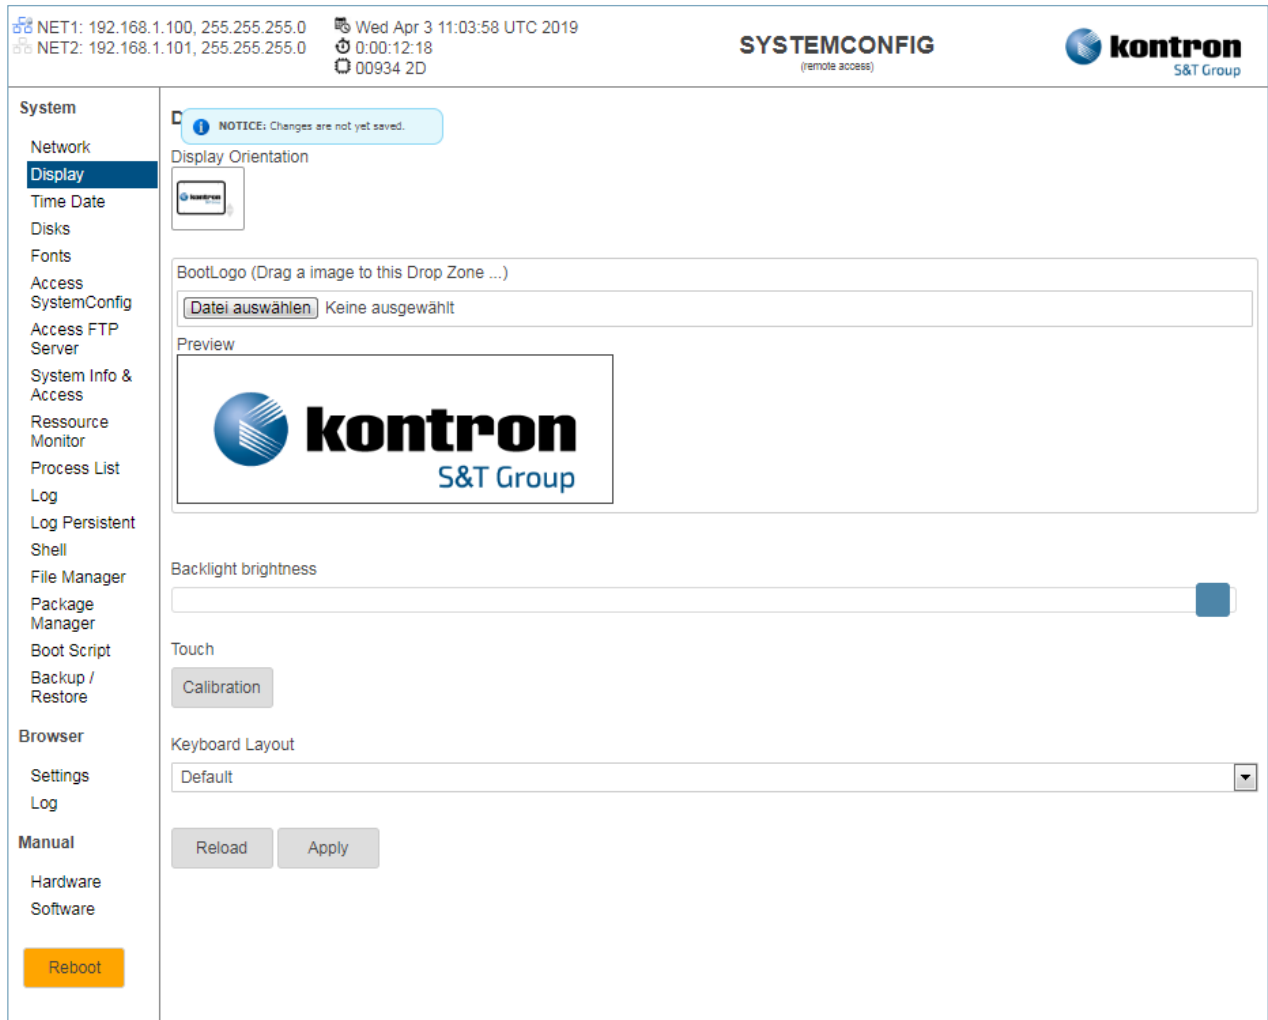 NET1: 192.168.1.100, 255.255.255.0
NET2: 192.168.1.101, 255.255.255.0
Wed Apr 3 11:03:58 UTC 2019
0:00:12:18
00934 2D
SYSTEMCONFIG
(remote access)
kontron
S&T Group
System
Network
Display
Time Date
Disks
Fonts
Access
SystemConfig
Access FTP
Server
System Info &
Access
Ressource
Monitor
Process List
Log
Log Persistent
Shell
File Manager
Package
Manager
Boot Script
Backup /
Restore
Browser
Settings
Log
Manual
Hardware
Software
Reboot
D
NOTICE: Changes are not yet saved.
Display Orientation
kontron
BootLogo (Drag a image to this Drop Zone ...)
Datei auswählen Keine ausgewählt
Preview
kontron
S&T Group
Backlight brightness
Touch
Calibration
Keyboard Layout
Default
Reload Apply